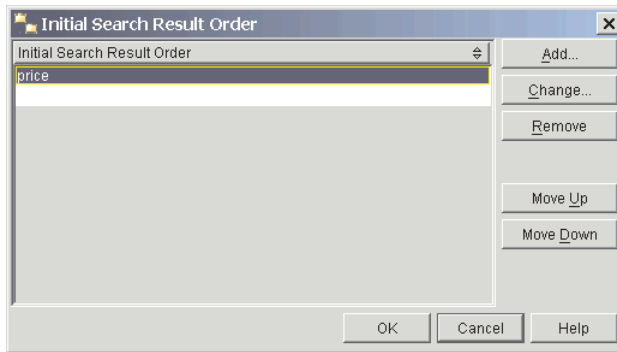 Initial Search Result Order
Initial Search Result Order
price
Add...
Change...
Remove
Move Up
Move Down
OK
Cancel
Help